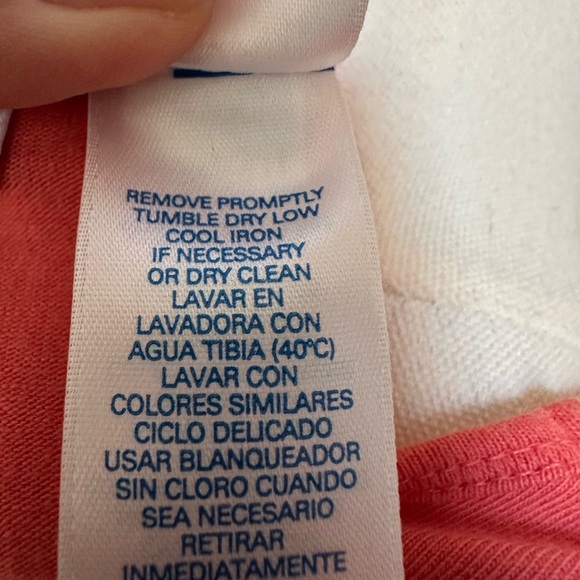 REMOVE PROMPTLY
TUMBLE DRY LOW
COOL IRON
IF NECESSARY
OR DRY CLEAN
LAVAR EN
LAVADORA CON
AGUA TIBIA (40°C)
LAVAR CON
COLORES SIMILARES
CICLO DELICADO
USAR BLANQUEADOR
SIN CLORO CUANDO
SEA NECESARIO
RETIRAR
INMEDIATAMENTE